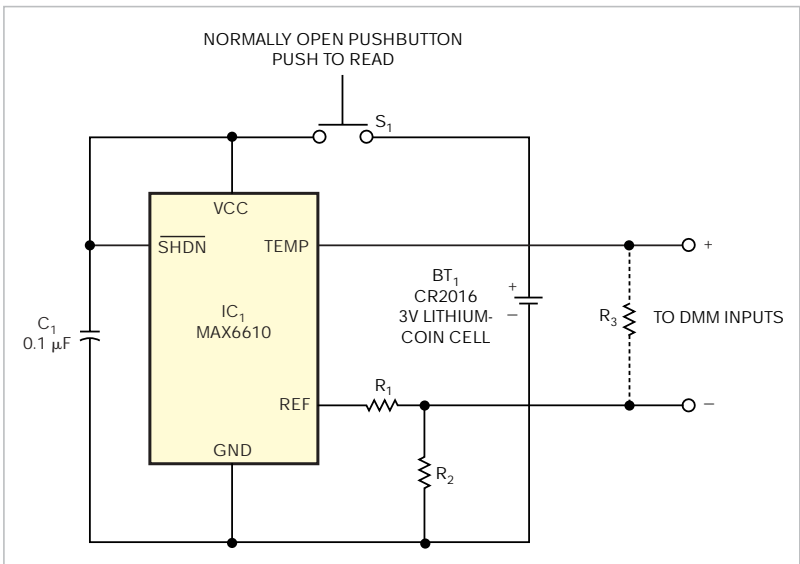 NORMALLY OPEN PUSHBUTTON
PUSH TO READ
S1
VCC
SHDN
TEMP
+
BT1
CR2016
3V LITHIUM-
COIN CELL
+
−
R3
TO DMM INPUTS
IC1
MAX6610
C1
0.1 µF
R1
REF
−
GND
R2